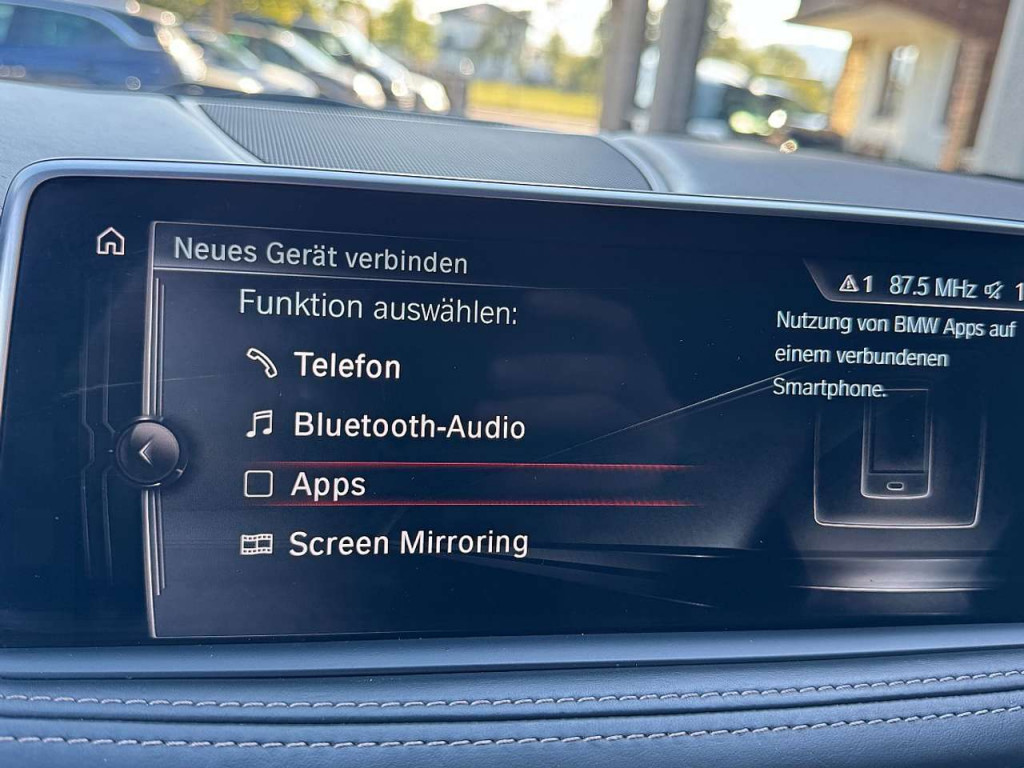 Neues Gerät verbinden
Funktion auswählen:
Telefon
Bluetooth-Audio
Apps
Screen Mirroring
1 87.5 MHz 1
Nutzung von BMW Apps auf
einem verbundenen
Smartphone.